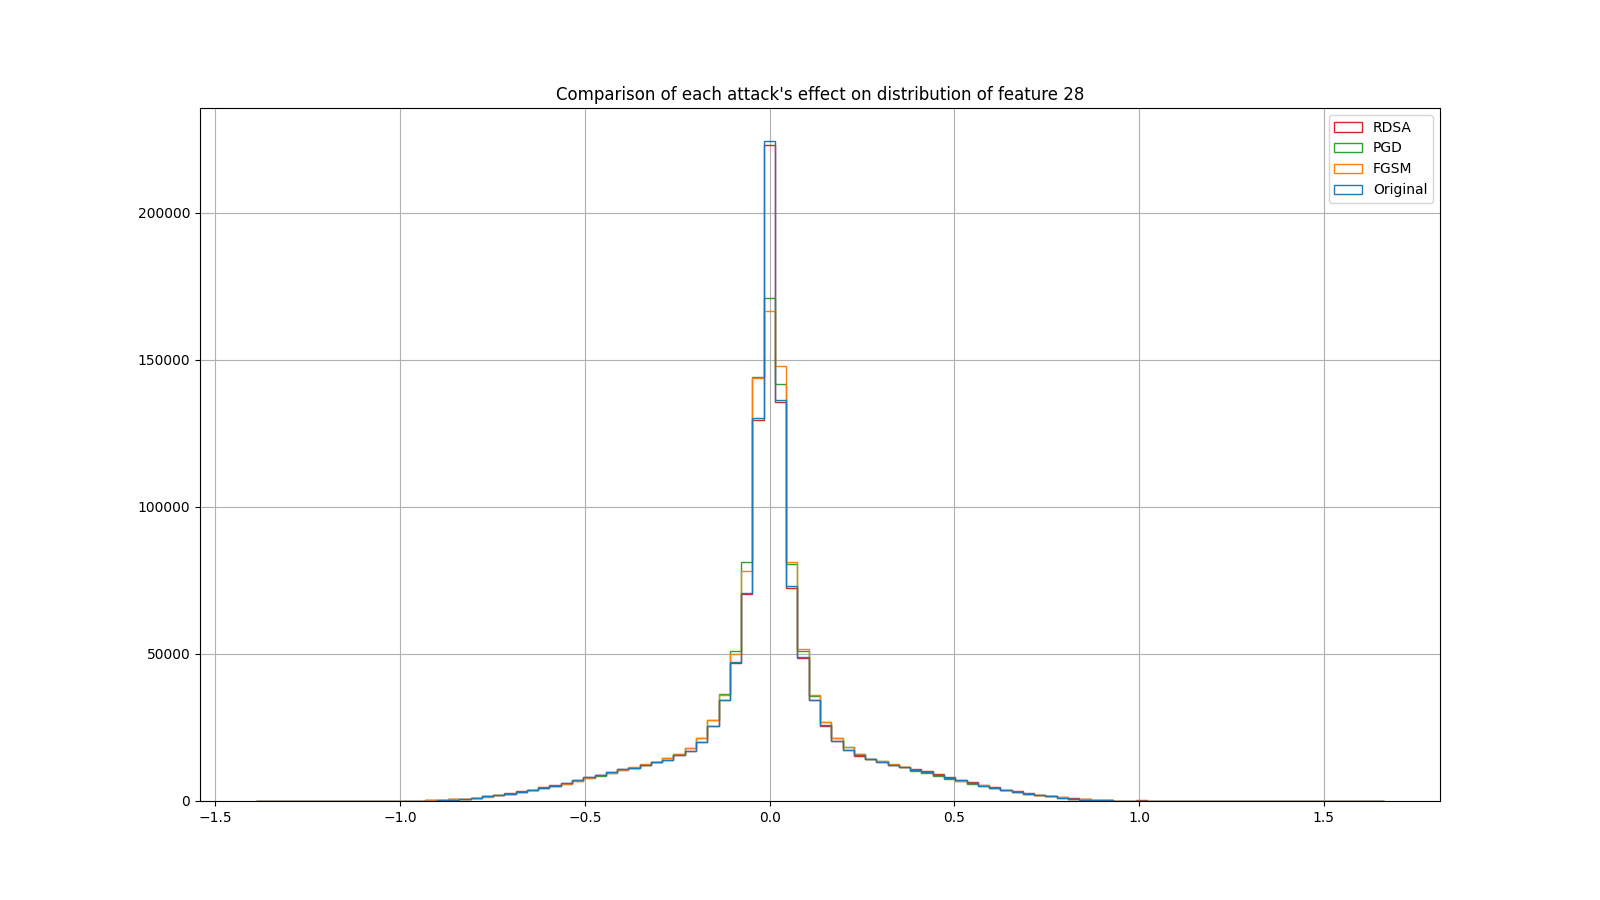 Comparison of each attack's effect on distribution of feature 28
RDSA
PGD
FGSM
Original
200000
150000
100000
50000
0
−1.5 −1.0 −0.5 0.0 0.5 1.0 1.5